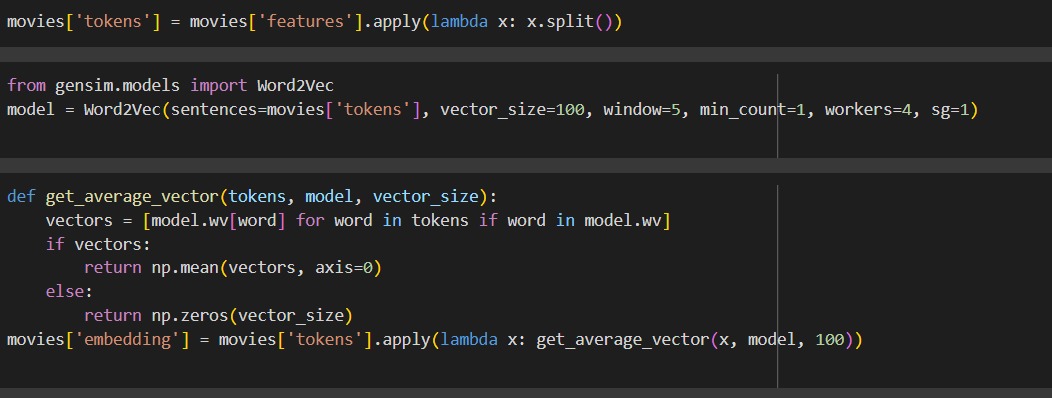 movies['tokens'] = movies['features'].apply(lambda x: x.split())
from gensim.models import Word2Vec
model = Word2Vec(sentences=movies['tokens'], vector_size=100, window=5, min_count=1, workers=4, sg=1)
def get_average_vector(tokens, model, vector_size):
    vectors = [model.wv[word] for word in tokens if word in model.wv]
    if vectors:
        return np.mean(vectors, axis=0)
    else:
        return np.zeros(vector_size)
movies['embedding'] = movies['tokens'].apply(lambda x: get_average_vector(x, model, 100))